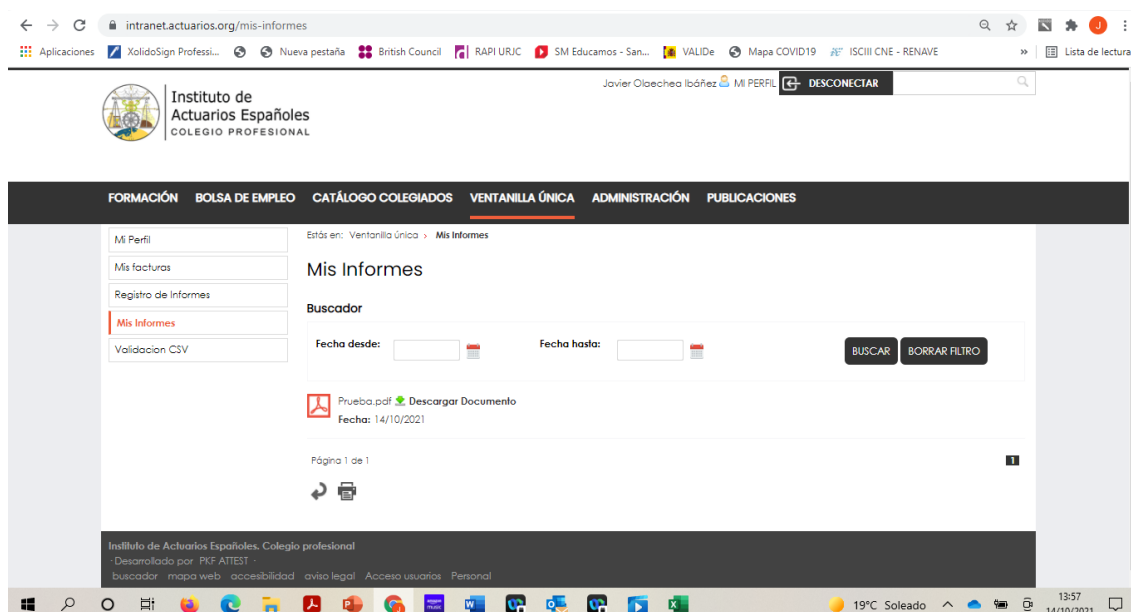 intranet.actuarios.org/mis-informes
Aplicaciones XolidoSign Professi... Nueva pestaña British Council RAPI URJC SM Educamos - San... VALIDe Mapa COVID19 ISCIII CNE - RENAVE » Lista de lectura
Javier Olaechea Ibáñez MI PERFIL DESCONECTAR
Instituto de
Actuarios Españoles
COLEGIO PROFESIONAL
FORMACIÓN BOLSA DE EMPLEO CATÁLOGO COLEGIADOS VENTANILLA ÚNICA ADMINISTRACIÓN PUBLICACIONES
Mi Perfil
Mis facturas
Registro de Informes
Mis Informes
Validacion CSV
Estás en: Ventanilla única > Mis Informes
Mis Informes
Buscador
Fecha desde: Fecha hasta: BUSCAR BORRAR FILTRO
Prueba.pdf Descargar Documento
Fecha: 14/10/2021
Página 1 de 1 1
Instituto de Actuarios Españoles. Colegio profesional
· Desarrollado por PKF ATTEST ·
buscador mapa web accesibilidad aviso legal Acceso usuarios Personal
19°C Soleado 13:57
14/10/2021